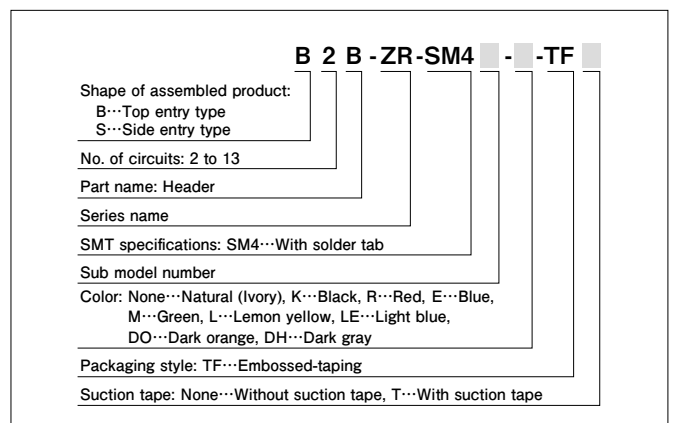 B 2 B - ZR - SM4 - - TF
Shape of assembled product:
B···Top entry type
S···Side entry type
No. of circuits: 2 to 13
Part name: Header
Series name
SMT specifications: SM4···With solder tab
Sub model number
Color: None···Natural (Ivory), K···Black, R···Red, E···Blue,
M···Green, L···Lemon yellow, LE···Light blue,
DO···Dark orange, DH···Dark gray
Packaging style: TF···Embossed-taping
Suction tape: None···Without suction tape, T···With suction tape